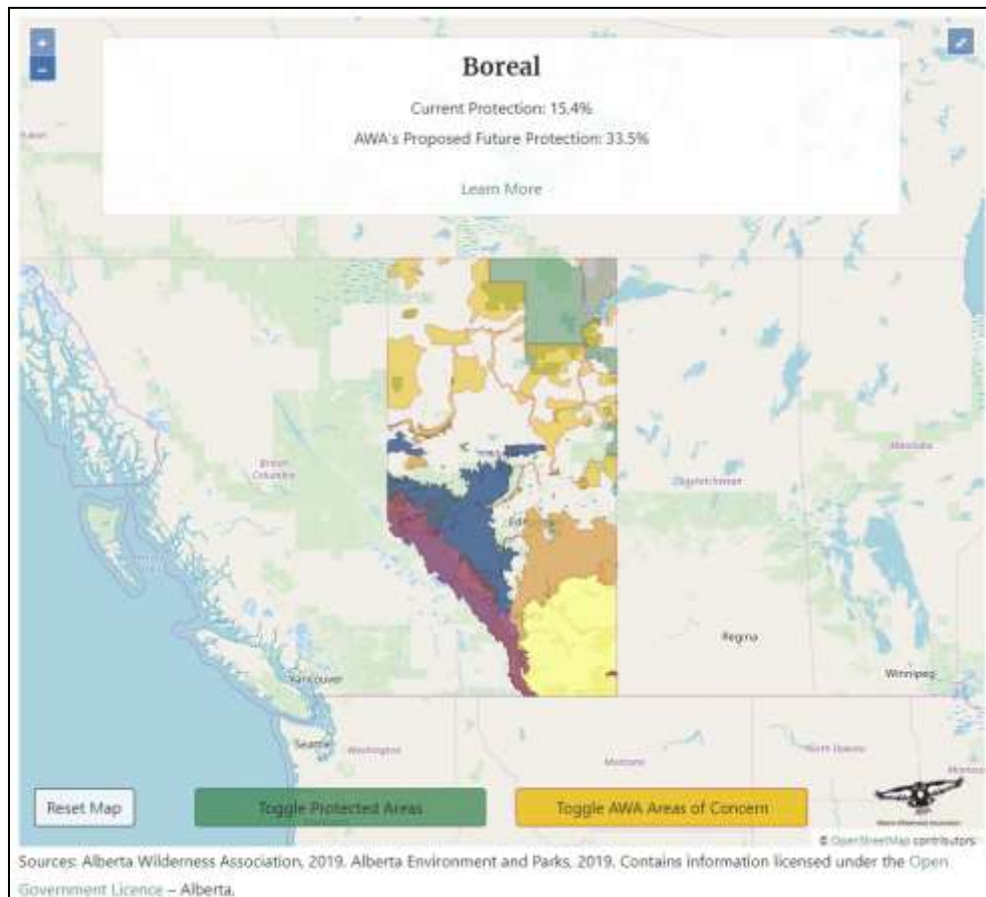 +
−
Boreal
Current Protection: 15.4%
AWA's Proposed Future Protection: 33.5%
Learn More
British
Columbia
Saskatchewan
Manitoba
Regina
Winnipeg
Vancouver
Seattle
Washington
Montana
North Dakota
Reset Map
Toggle Protected Areas
Toggle AWA Areas of Concern
© OpenStreetMap contributors
Sources: Alberta Wilderness Association, 2019. Alberta Environment and Parks, 2019. Contains information licensed under the Open
Government Licence – Alberta.